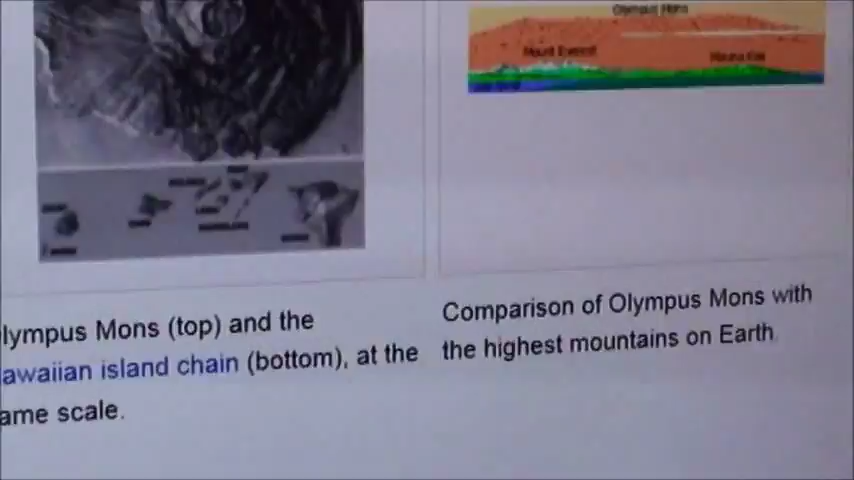 Olympus Mons
Mount Everest
Mauna Kea
lympus Mons (top) and the
awaiian island chain (bottom), at the
ame scale.
Comparison of Olympus Mons with
the highest mountains on Earth